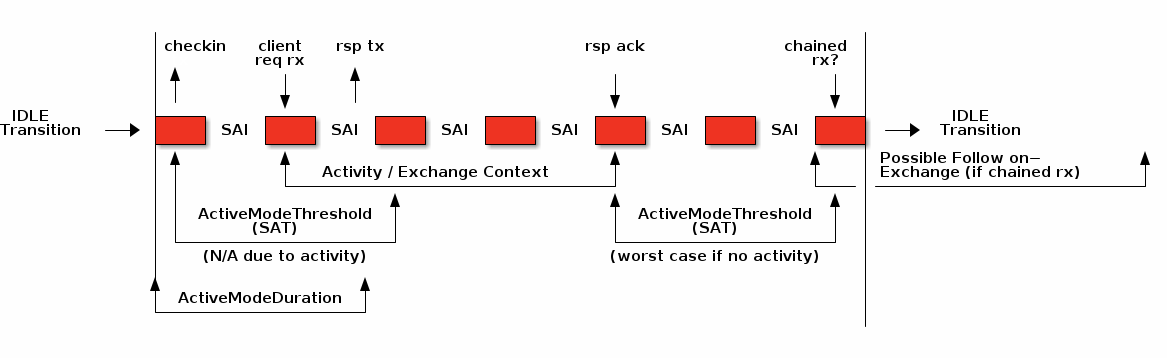 checkin
client
req rx
rsp tx
rsp ack
chained
rx?
IDLE
Transition
SAI
SAI
SAI
SAI
SAI
SAI
IDLE
Transition
Activity / Exchange Context
Possible Follow on−
Exchange (if chained rx)
ActiveModeThreshold
(SAT)
ActiveModeThreshold
(SAT)
(N/A due to activity)
(worst case if no activity)
ActiveModeDuration